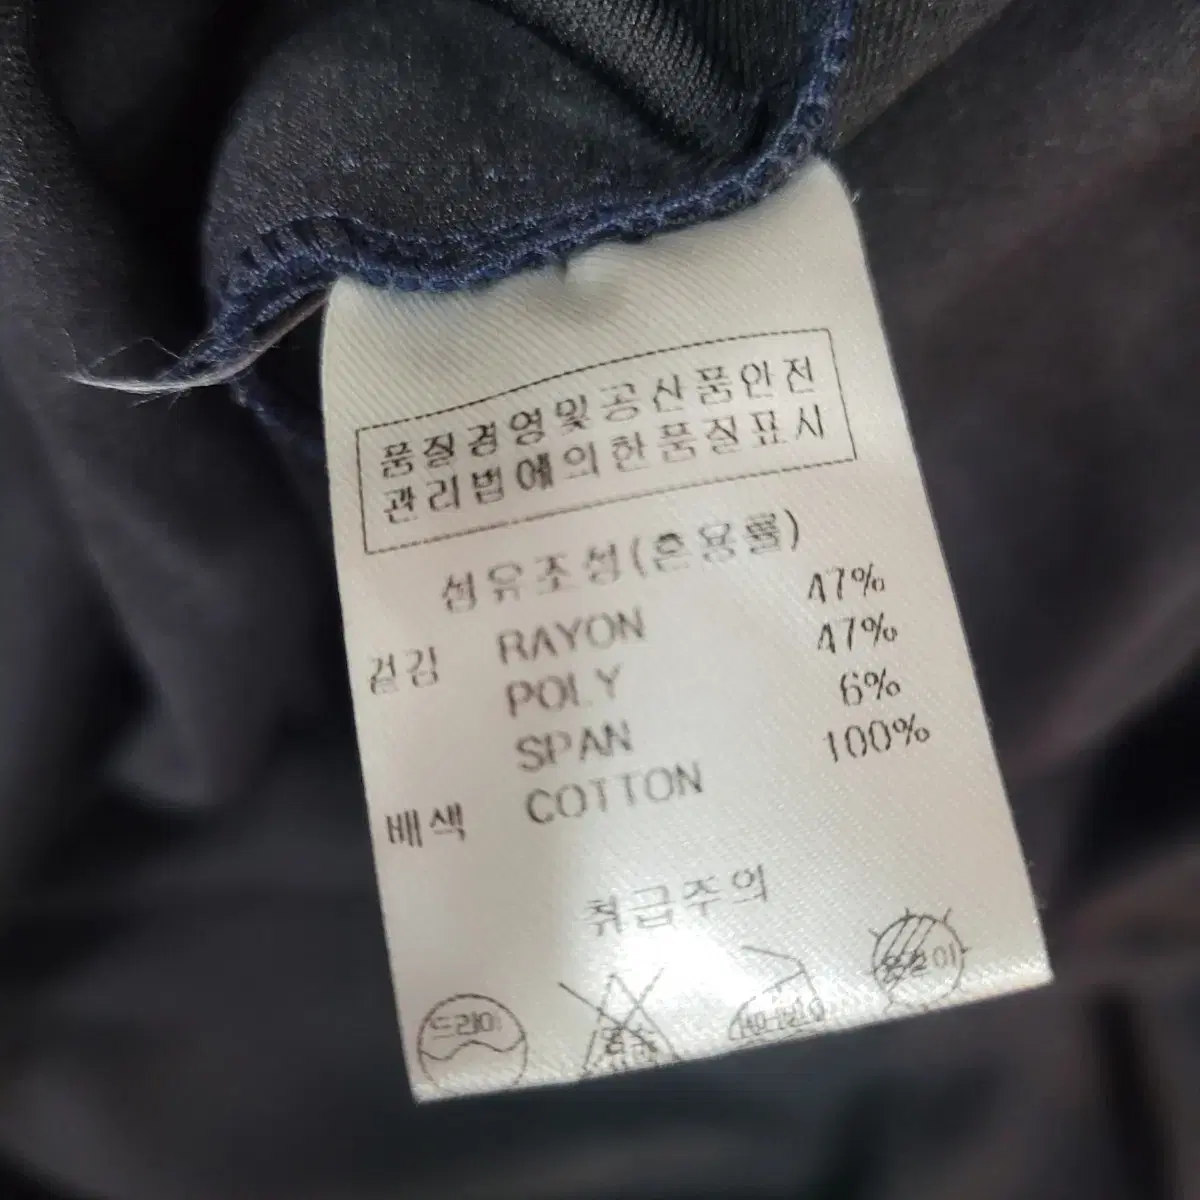 품질경영및공산품안전
관리법에의한품질표시
섬유조성(혼용률)
겉감 RAYON 47%
POLY 47%
SPAN 6%
배색 COTTON 100%
취급주의
드라이